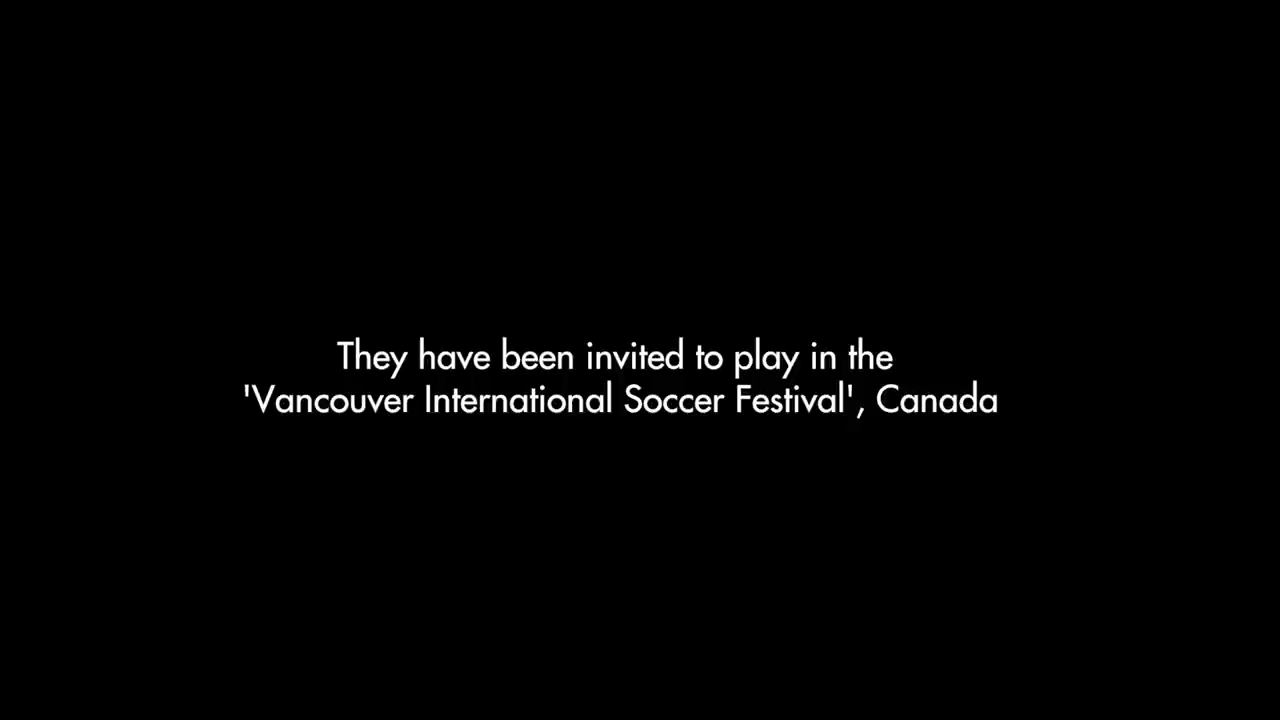 They have been invited to play in the
'Vancouver International Soccer Festival', Canada